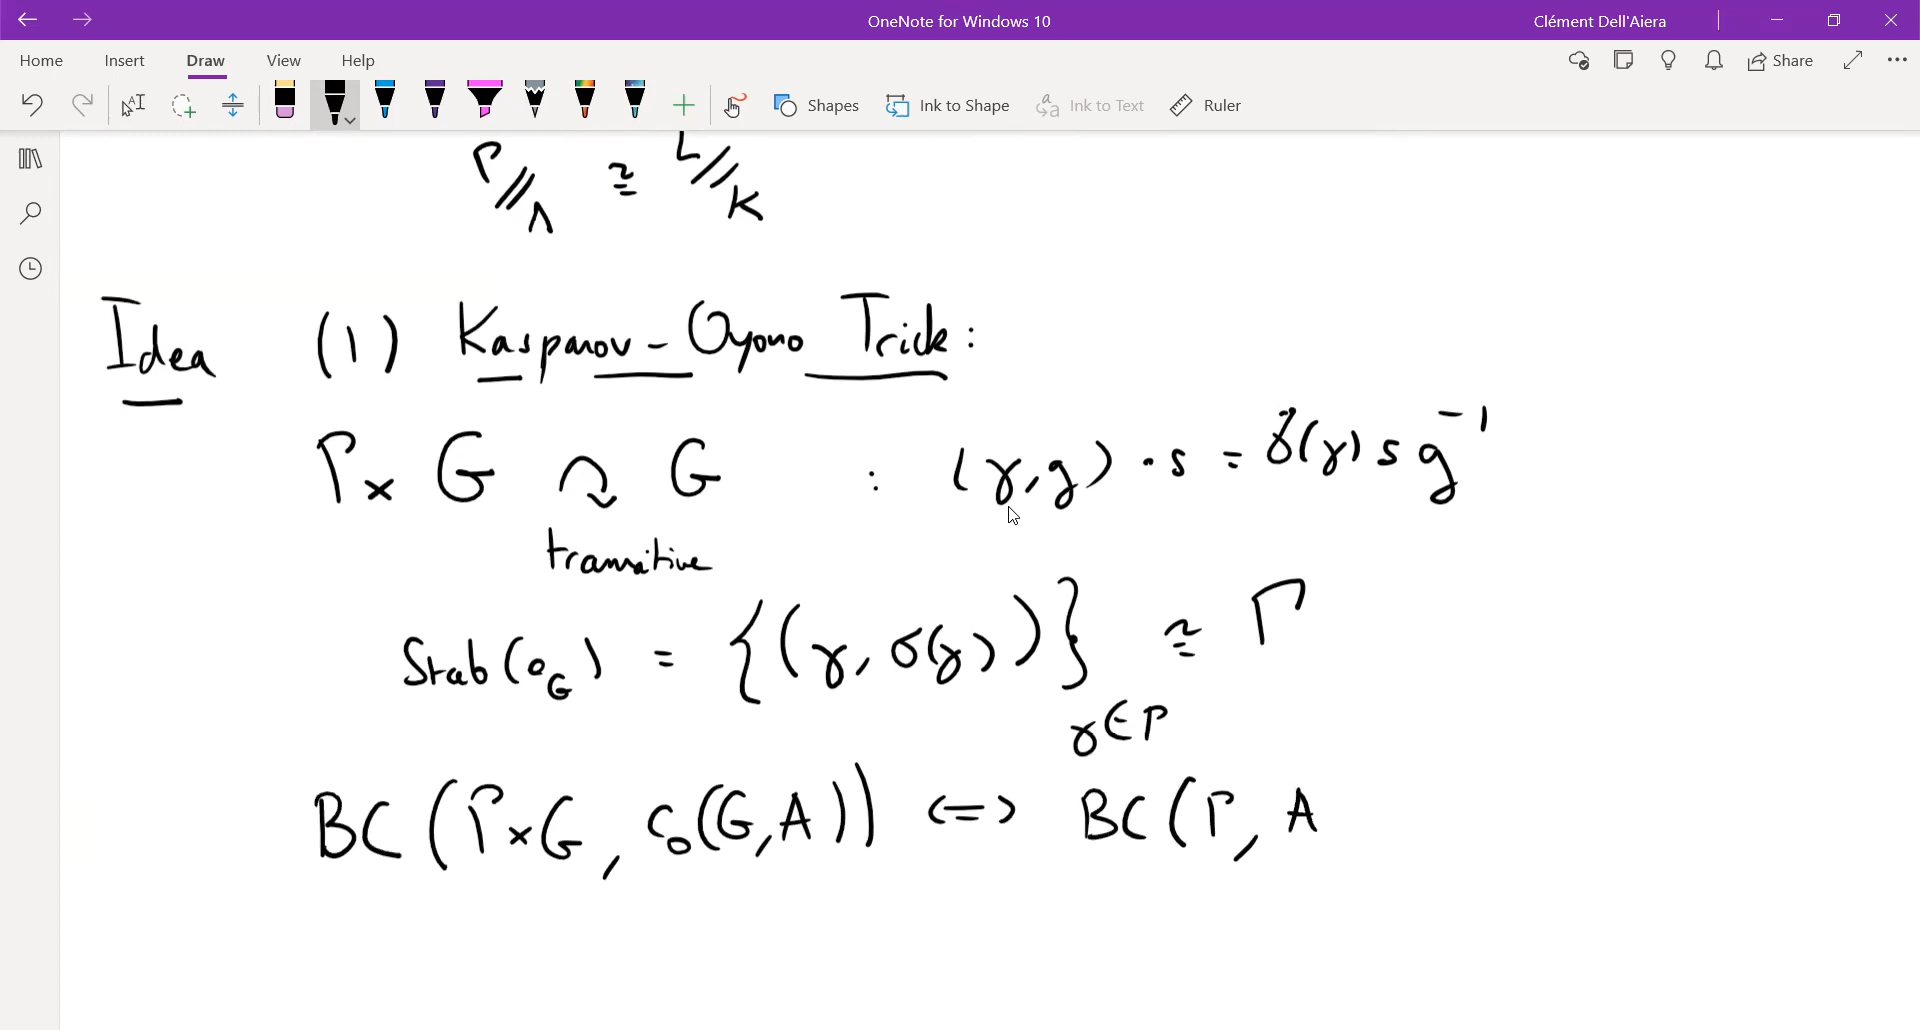 OneNote for Windows 10
Clément Dell'Aiera
Home Insert Draw View Help Share
Shapes Ink to Shape Ink to Text Ruler
Γ//Λ ≅ L//K
Idea (1) Kasparov - Oyono Trick :
Γ × G ↷ G : (γ, g) · s = σ(γ) s g⁻¹
transitive
Stab(e_G) = {(γ, σ(γ))} ≅ Γ
γ ∈ Γ
BC(Γ × G, C₀(G, A)) <=> BC(Γ, A